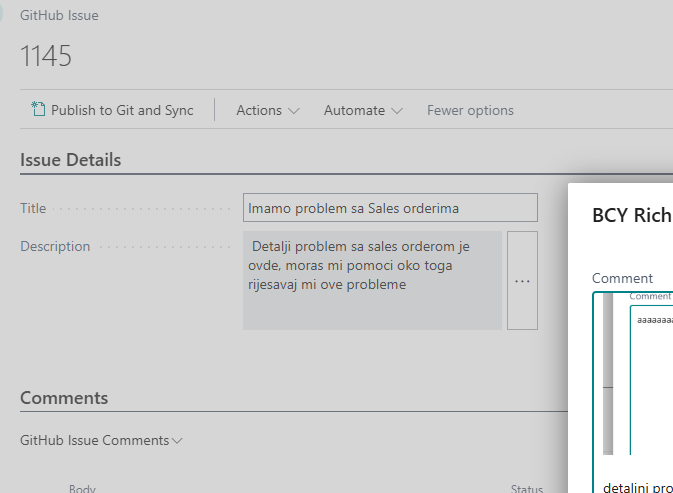 GitHub Issue
1145
Publish to Git and Sync
Actions
Automate
Fewer options
Issue Details
Title
Imamo problem sa Sales orderima
Description
Detalji problem sa sales orderom je
ovde, moras mi pomoci oko toga
rijesavaj mi ove probleme
...
Comments
GitHub Issue Comments
Body
Status
BCY Rich
Comment
Comment
detaljni pro